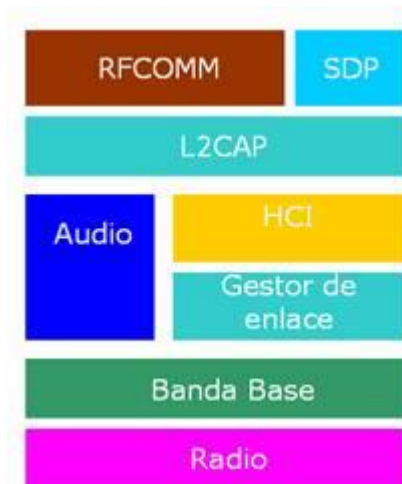 RFCOMM SDP
L2CAP
Audio
HCI
Gestor de
enlace
Banda Base
Radio